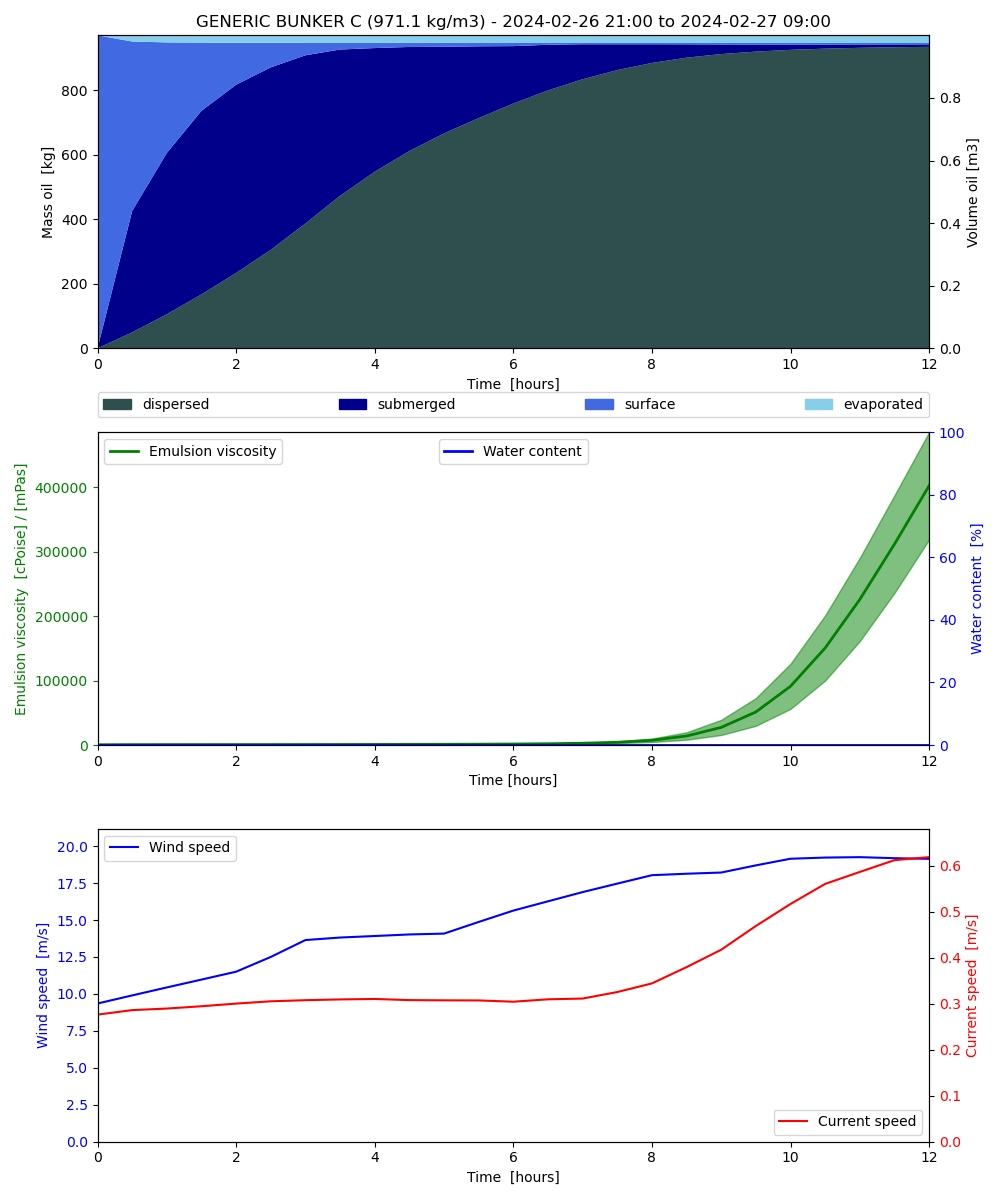 GENERIC BUNKER C (971.1 kg/m3) - 2024-02-26 21:00 to 2024-02-27 09:00
Mass oil [kg]
800
600
400
200
0
0.8
0.6
0.4
0.2
0.0
Volume oil [m3]
0 2 4 6 8 10 12
Time [hours]
dispersed submerged surface evaporated
Emulsion viscosity [cPoise] / [mPas]
400000
300000
200000
100000
0
Emulsion viscosity
Water content
100
80
60
40
20
0
Water content [%]
0 2 4 6 8 10 12
Time [hours]
Wind speed [m/s]
20.0
17.5
15.0
12.5
10.0
7.5
5.0
2.5
0.0
Wind speed
0.6
0.5
0.4
0.3
0.2
0.1
0.0
Current speed [m/s]
Current speed
0 2 4 6 8 10 12
Time [hours]